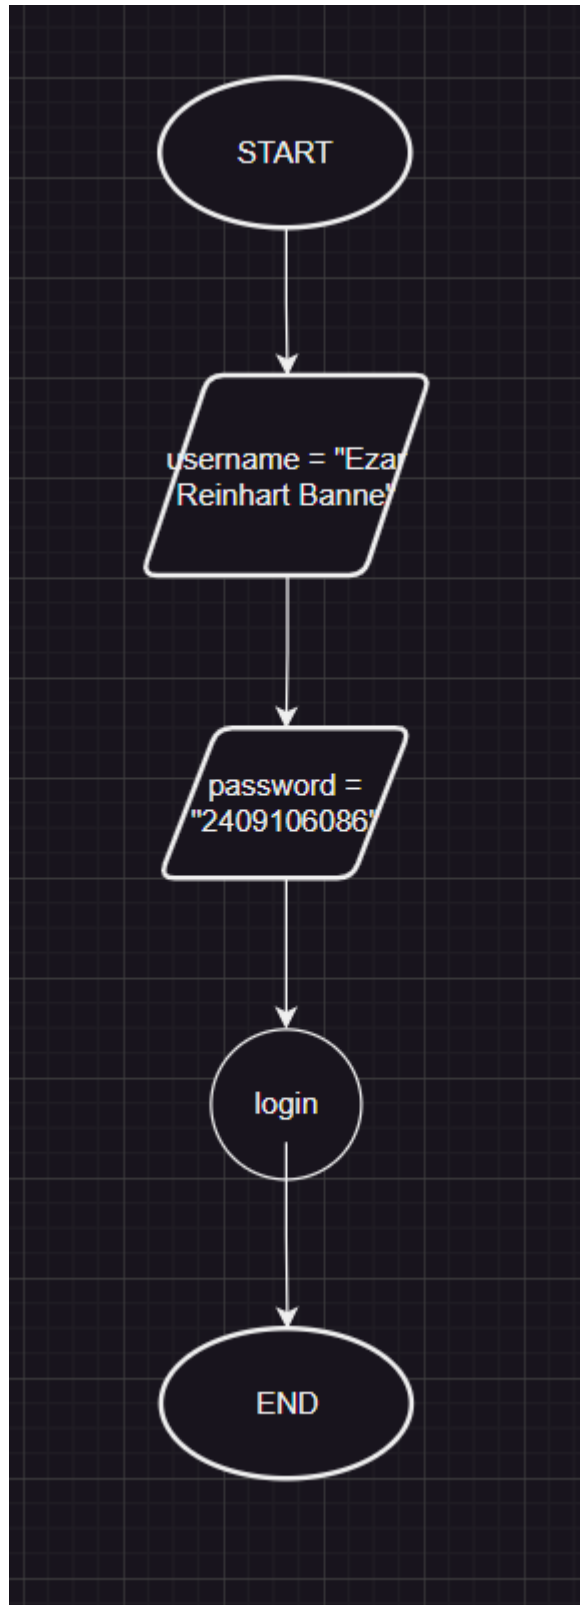 START
username = "Ezar
Reinhart Banne"
password =
"2409106086"
login
END